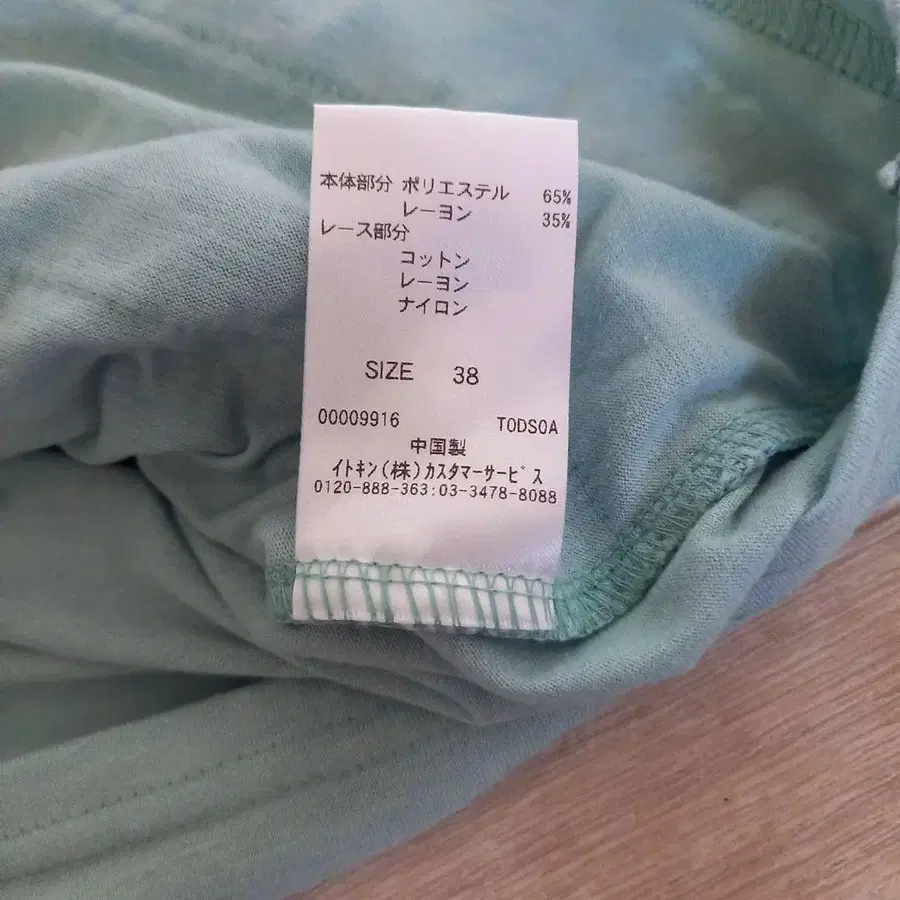 本体部分 ポリエステル 65%
レーヨン 35%
レース部分
コットン
レーヨン
ナイロン
SIZE 38
00009916 TODSOA
中国製
イトキン(株)カスタマーサービス
0120-888-363:03-3478-8088